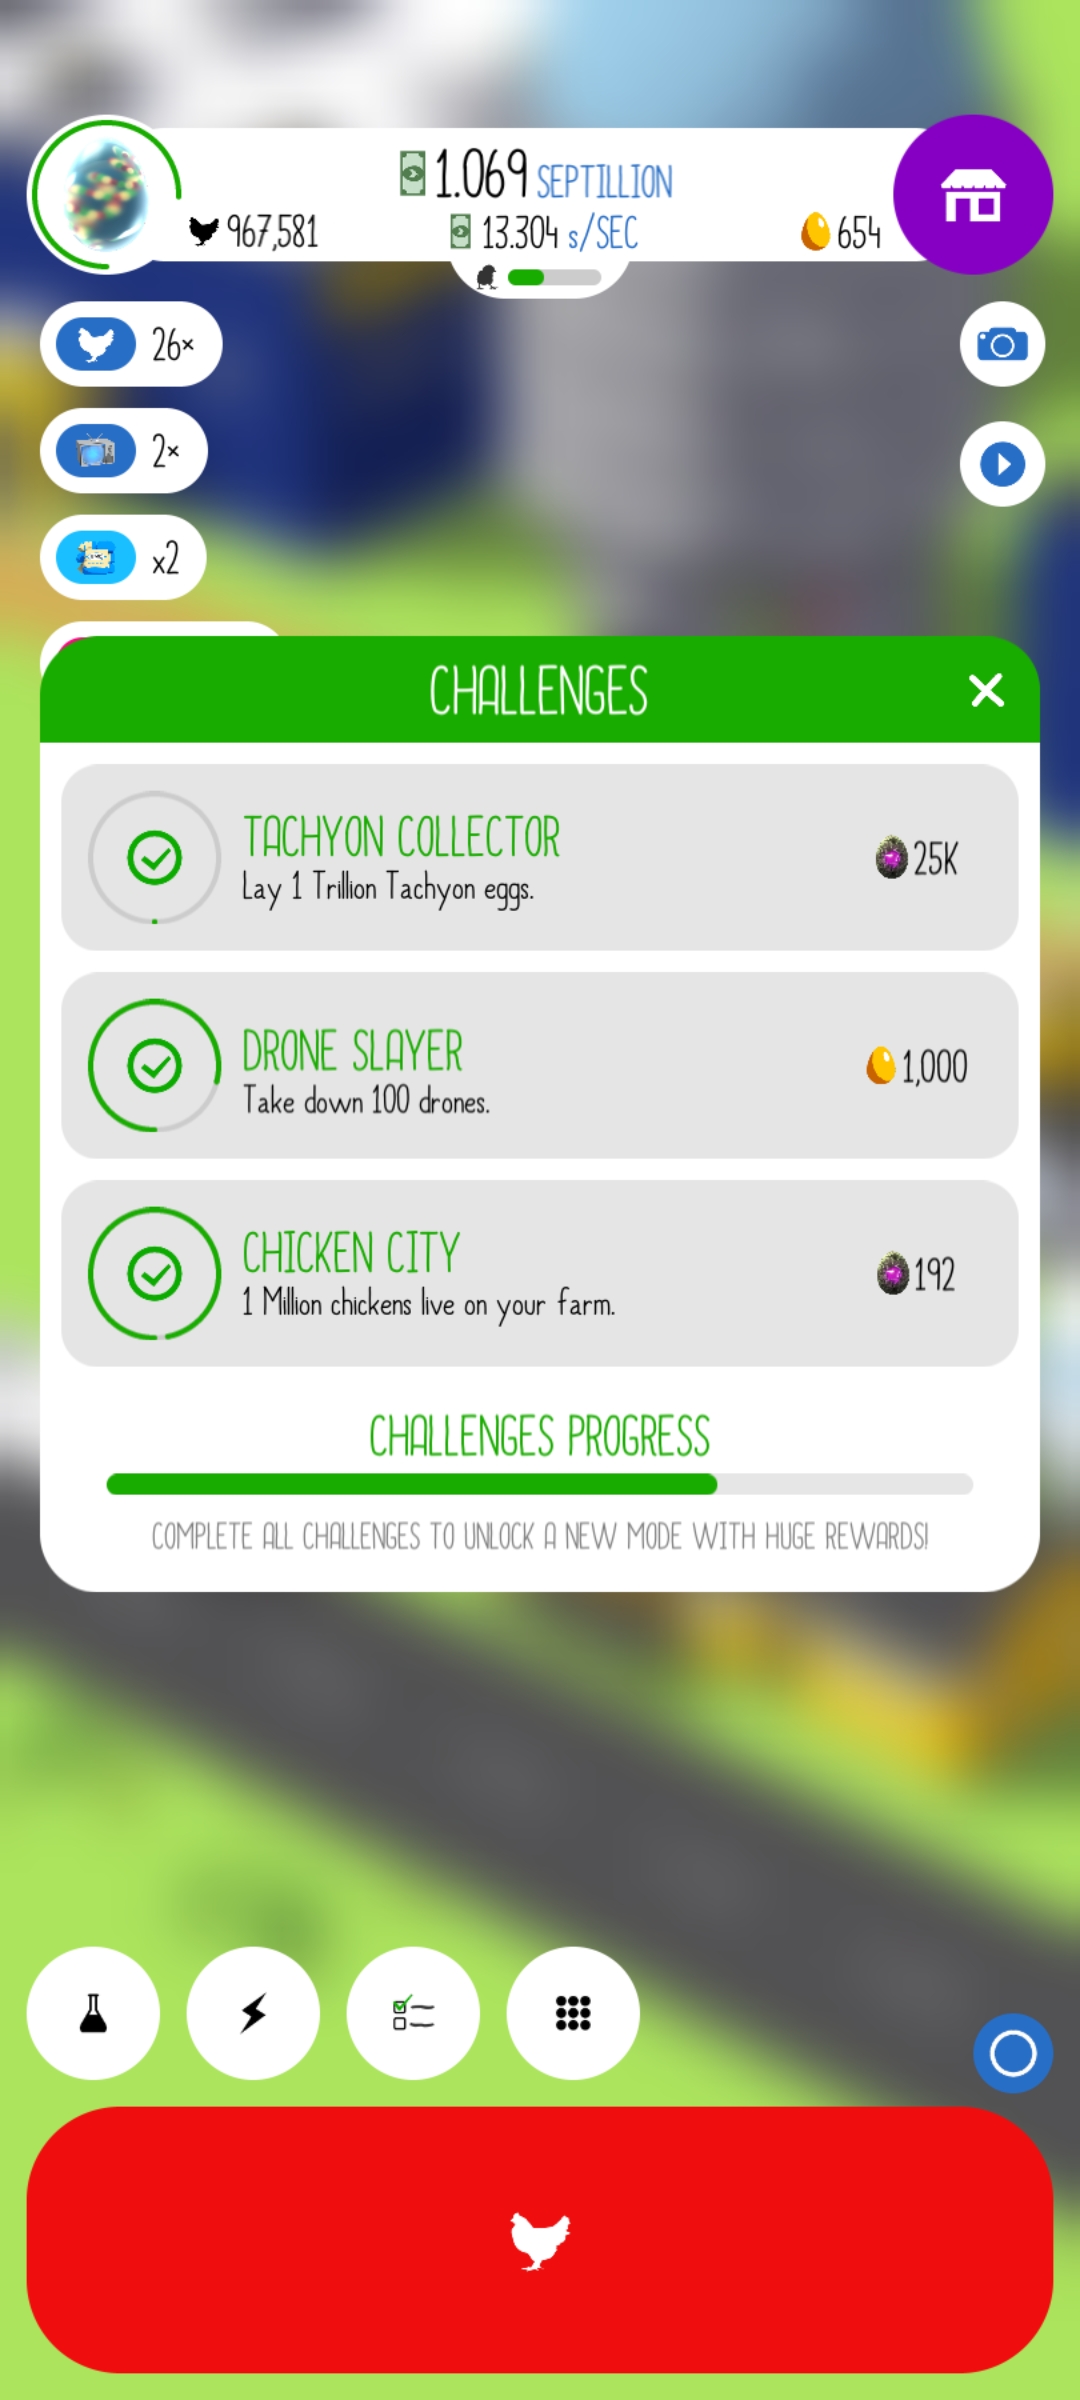 1.069 SEPTILLION
967,581
13.304 s/SEC
654
26×
2×
x2
CHALLENGES
TACHYON COLLECTOR
Lay 1 Trillion Tachyon eggs.
25K
DRONE SLAYER
Take down 100 drones.
1,000
CHICKEN CITY
1 Million chickens live on your farm.
192
CHALLENGES PROGRESS
COMPLETE ALL CHALLENGES TO UNLOCK A NEW MODE WITH HUGE REWARDS!